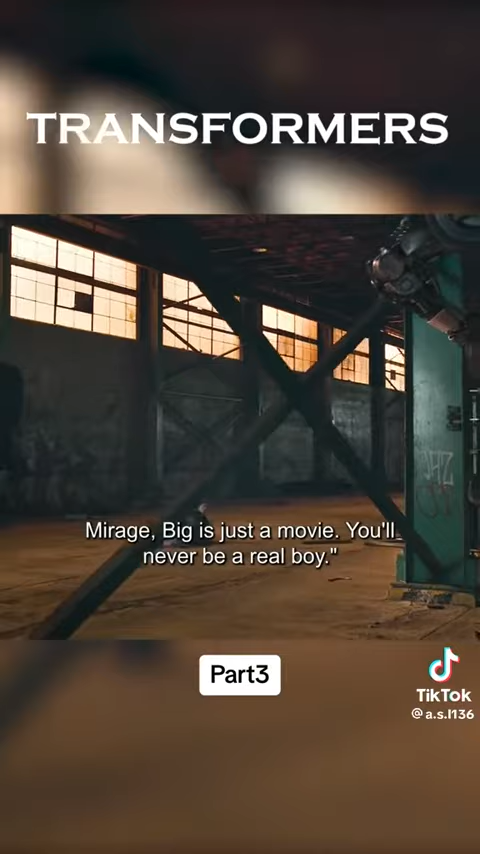 TRANSFORMERS
Mirage, Big is just a movie. You'll
never be a real boy."
Part3
TikTok
@a.s.l136